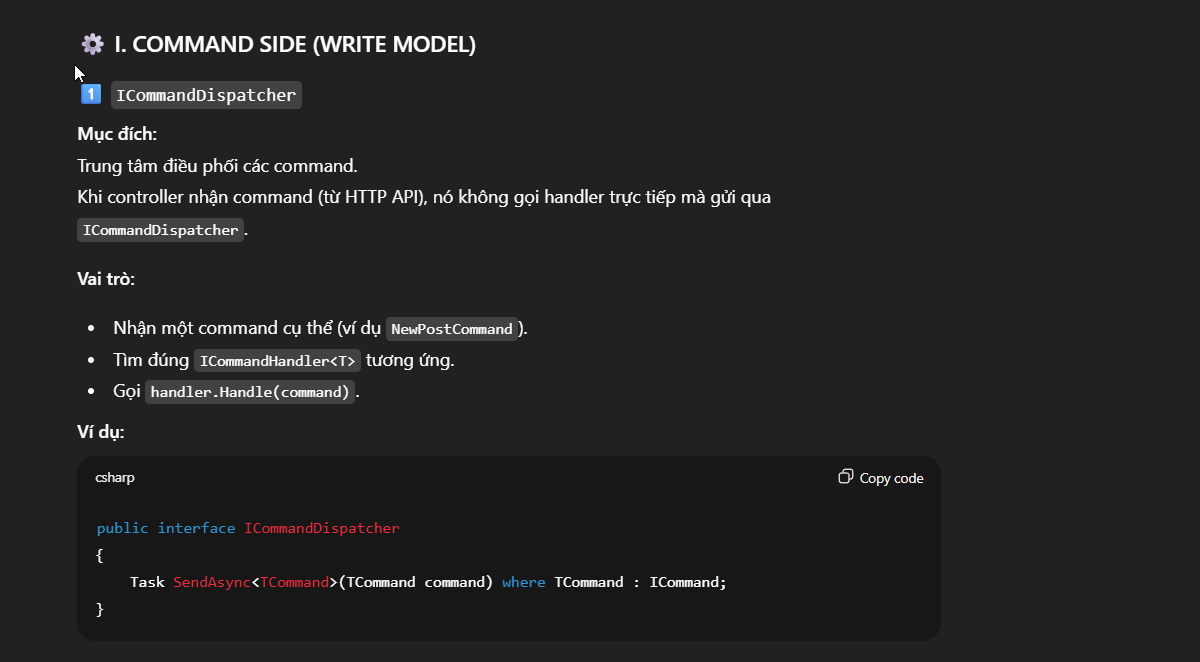 ⚙️ I. COMMAND SIDE (WRITE MODEL)
1️⃣ ICommandDispatcher
Mục đích:
Trung tâm điều phối các command.
Khi controller nhận command (từ HTTP API), nó không gọi handler trực tiếp mà gửi qua
ICommandDispatcher.
Vai trò:
• Nhận một command cụ thể (ví dụ NewPostCommand).
• Tìm đúng ICommandHandler<T> tương ứng.
• Gọi handler.Handle(command).
Ví dụ:
csharp
Copy code
public interface ICommandDispatcher
{
    Task SendAsync<TCommand>(TCommand command) where TCommand : ICommand;
}